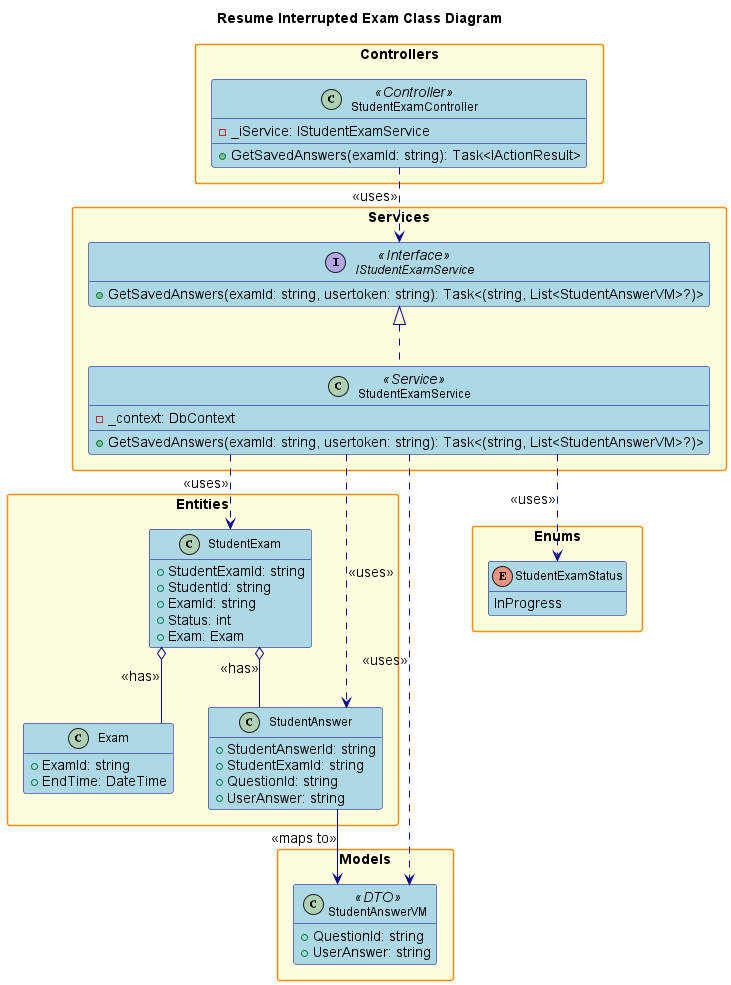 Resume Interrupted Exam Class Diagram
Controllers
«Controller»
C
StudentExamController
_iService: IStudentExamService
GetSavedAnswers(examId: string): Task<IActionResult>
«uses»
Services
«Interface»
I
IStudentExamService
GetSavedAnswers(examId: string, usertoken: string): Task<(string, List<StudentAnswerVM>?)>
«Service»
C
StudentExamService
_context: DbContext
GetSavedAnswers(examId: string, usertoken: string): Task<(string, List<StudentAnswerVM>?)>
«uses»
«uses»
Entities
C StudentExam
StudentExamId: string
StudentId: string
ExamId: string
Status: int
Exam: Exam
Enums
E StudentExamStatus
InProgress
«uses»
«uses»
«has»
«has»
C Exam
ExamId: string
EndTime: DateTime
C StudentAnswer
StudentAnswerId: string
StudentExamId: string
QuestionId: string
UserAnswer: string
«maps to»
Models
«DTO»
C
StudentAnswerVM
QuestionId: string
UserAnswer: string